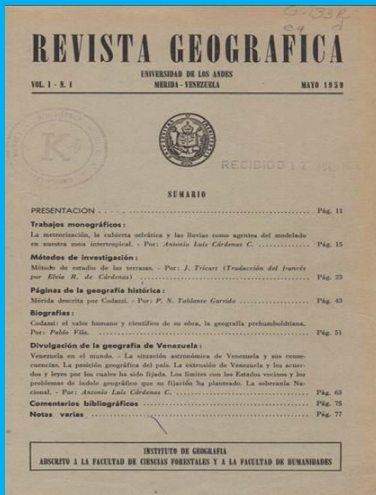 REVISTA GEOGRAFICA
UNIVERSIDAD DE LOS ANDES
VOL. I - N. 1 MERIDA - VENEZUELA MAYO 1959
RECIBIDO
SUMARIO
PRESENTACION . . . . Pág. 11
Trabajos monográficos:
La meteorización, la cubierta selvática y las lluvias como agentes del modelado
en nuestra zona intertropical. - Por: Antonio Luis Cárdenas C. Pág. 15
Métodos de investigación:
Método de estudio de las terrazas. - Por: J. Tricart (Traducción del francés
por Elvia R. de Cárdenas) Pág. 23
Páginas de la geografía histórica:
Mérida descrita por Codazzi. - Por: P. N. Tablante Garrido Pág. 43
Biografías:
Codazzi: el valor humano y científico de su obra, la geografía prehumboldtiana.
Por: Pablo Vila. Pág. 51
Divulgación de la geografía de Venezuela:
Venezuela en el mundo. - La situación astronómica de Venezuela y sus conse-
cuencias. La posición geográfica del país. La extensión de Venezuela y los acuer-
dos y leyes por los cuales ha sido fijada. Los límites con los Estados vecinos y los
problemas de índole geográfico que su fijación ha planteado. La soberanía Na-
cional. - Por: Antonio Luis Cárdenas C. Pág. 63
Comentarios bibliográficos Pág. 75
Notas varias Pág. 77
INSTITUTO DE GEOGRAFIA
ADSCRITO A LA FACULTAD DE CIENCIAS FORESTALES Y A LA FACULTAD DE HUMANIDADES